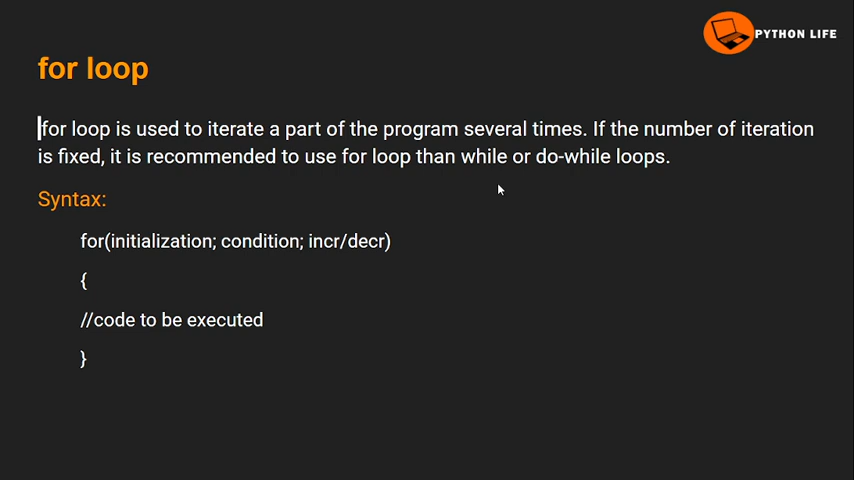 PYTHON LIFE
for loop
for loop is used to iterate a part of the program several times. If the number of iteration
is fixed, it is recommended to use for loop than while or do-while loops.
Syntax:
for(initialization; condition; incr/decr)
{
//code to be executed
}